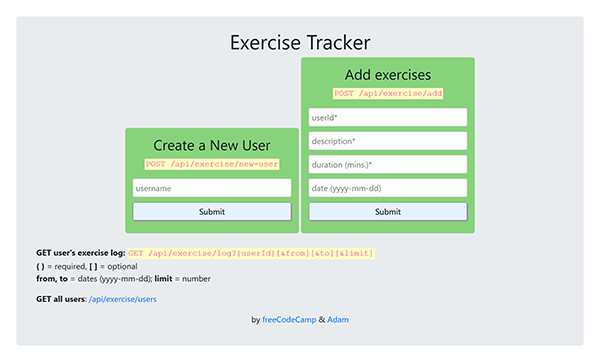 Exercise Tracker
Create a New User
POST /api/exercise/new-user
username
Submit
Add exercises
POST /api/exercise/add
userId*
description*
duration (mins.)*
date (yyyy-mm-dd)
Submit
GET user's exercise log: GET /api/exercise/log?{userId}[&from][&to][&limit]
{ } = required, [ ] = optional
from, to = dates (yyyy-mm-dd); limit = number
GET all users: /api/exercise/users
by freeCodeCamp & Adam